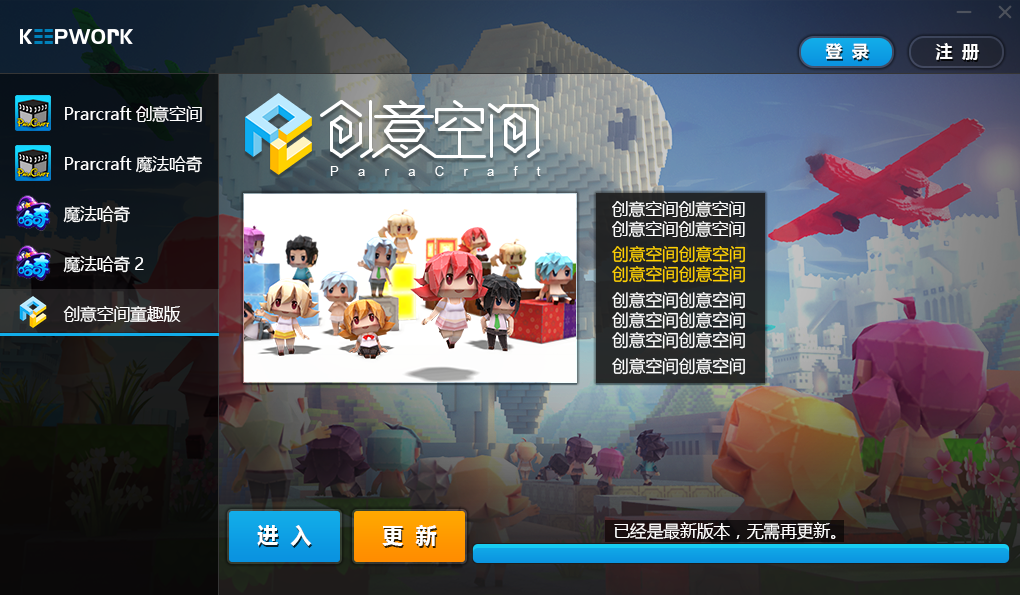 KEEPWORK
登 录
注 册
Prarcraft 创意空间
Prarcraft 魔法哈奇
魔法哈奇
魔法哈奇 2
创意空间童趣版
创意空间
ParaCraft
创意空间创意空间
创意空间创意空间
创意空间创意空间
创意空间创意空间
创意空间创意空间
创意空间创意空间
创意空间创意空间
创意空间创意空间
进 入
更 新
已经是最新版本，无需再更新。